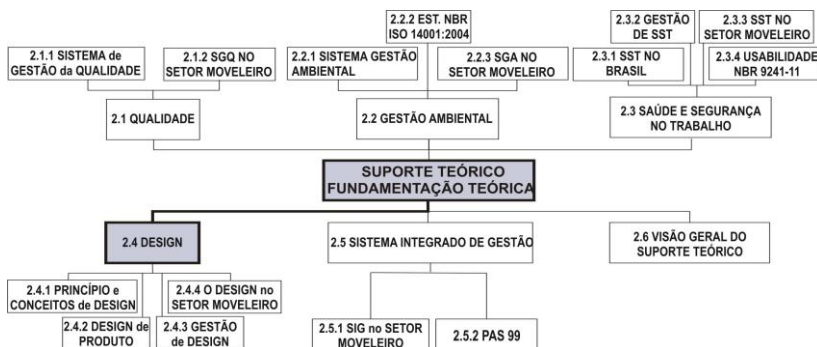 2.2.2 EST. NBR
ISO 14001:2004
2.3.2 GESTÃO
DE SST
2.3.3 SST NO
SETOR MOVELEIRO
2.1.1 SISTEMA de
GESTÃO da QUALIDADE
2.1.2 SGQ NO
SETOR MOVELEIRO
2.2.1 SISTEMA GESTÃO
AMBIENTAL
2.2.3 SGA NO
SETOR MOVELEIRO
2.3.1 SST NO
BRASIL
2.3.4 USABILIDADE
NBR 9241-11
2.1 QUALIDADE
2.2 GESTÃO AMBIENTAL
2.3 SAÚDE E SEGURANÇA
NO TRABALHO
SUPORTE TEÓRICO
FUNDAMENTAÇÃO TEÓRICA
2.4 DESIGN
2.5 SISTEMA INTEGRADO DE GESTÃO
2.6 VISÃO GERAL DO
SUPORTE TEÓRICO
2.4.1 PRINCÍPIO e
CONCEITOS de DESIGN
2.4.4 O DESIGN no
SETOR MOVELEIRO
2.4.2 DESIGN de
PRODUTO
2.4.3 GESTÃO
de DESIGN
2.5.1 SIG no SETOR
MOVELEIRO
2.5.2 PAS 99